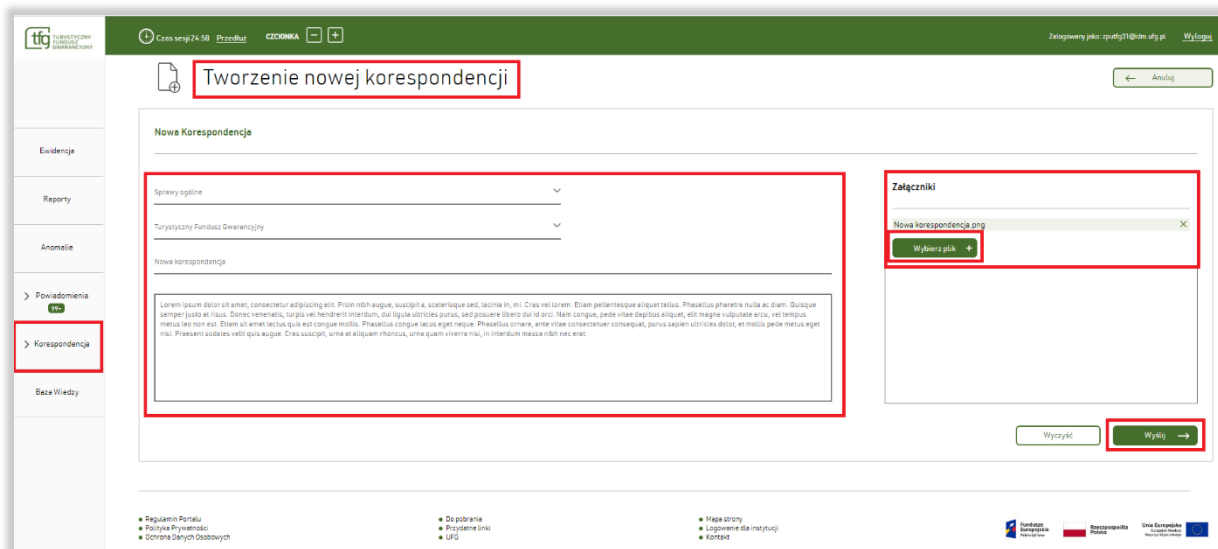 tfg TURYSTYCZNY
FUNDUSZ
GWARANCYJNY
Czas sesji 24:58 Przedłuż CZCIONKA
Zalogowany jako: zputfg31@idm.ufg.pl Wyloguj
Tworzenie nowej korespondencji
← Anuluj
Nowa Korespondencja
Ewidencja
Raporty
Anomalie
Powiadomienia
99+
Korespondencja
Baza Wiedzy
Sprawy ogólne
Turystyczny Fundusz Gwarancyjny
Nowa korespondencja
Lorem ipsum dolor sit amet, consectetur adipiscing elit. Proin nibh augue, suscipit a, scelerisque sed, lacinia in, mi. Cras vel lorem. Etiam pellentesque aliquet tellus. Phasellus pharetra nulla ac diam. Quisque
semper justo at risus. Donec venenatis, turpis vel hendrerit interdum, dui ligula ultricies purus, sed posuere libero dui id orci. Nam congue, pede vitae dapibus aliquet, elit magna vulputate arcu, vel tempus
metus leo non est. Etiam sit amet lectus quis est congue mollis. Phasellus congue lacus eget neque. Phasellus ornare, ante vitae consectetuer consequat, purus sapien ultricies dolor, et mollis pede metus eget
nisi. Praesent sodales velit quis augue. Cras suscipit, urna at aliquam rhoncus, urna quam viverra nisi, in interdum massa nibh nec erat.
Załączniki
Nowa korespondencja.png
Wybierz plik +
Wyczyść
Wyślij →
Regulamin Portalu
Polityka Prywatności
Ochrona Danych Osobowych
Do pobrania
Przydatne linki
UFG
Mapa strony
Logowanie dla instytucji
Kontakt
Fundusze
Europejskie
Polska Cyfrowa
Rzeczpospolita
Polska
Unia Europejska
Europejski Fundusz
Rozwoju Regionalnego